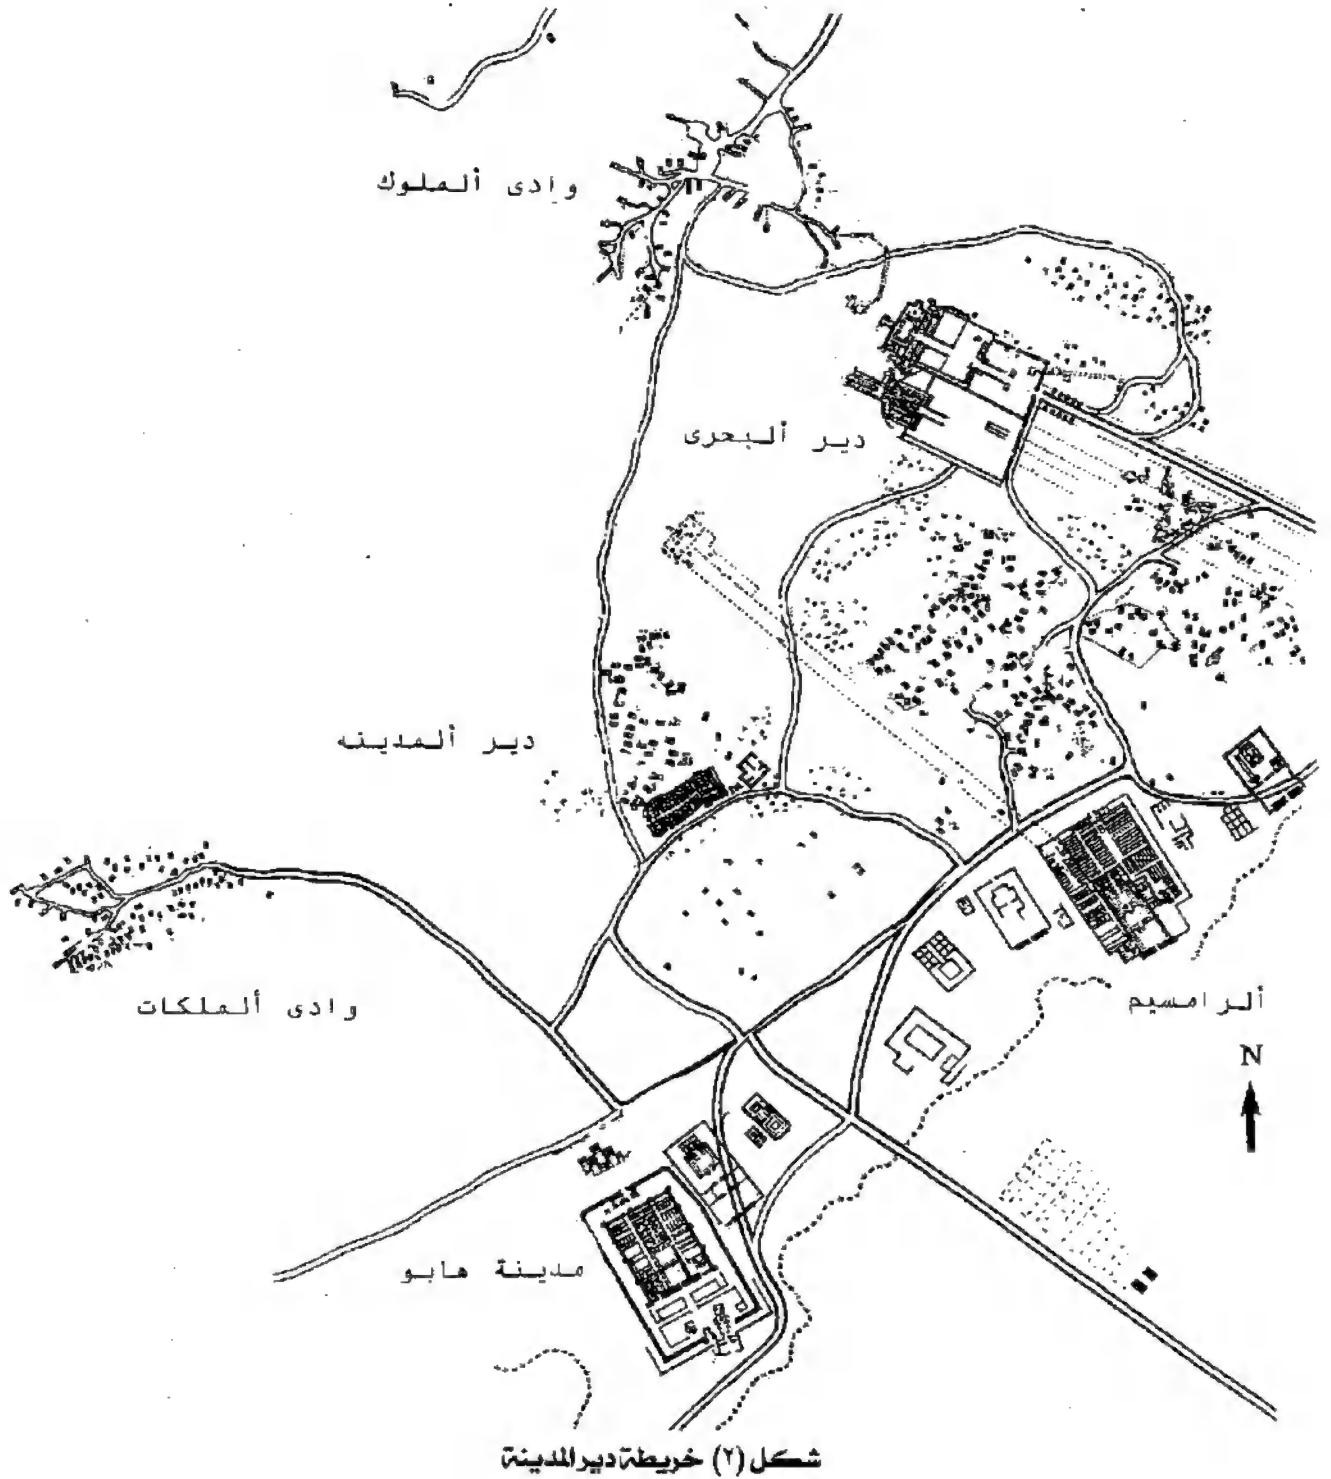 وادى ألملوك
دير ألبحرى
دير ألمدينه
وادى ألملكات
ألرامسيم
N
مدينة هابو
شكل (٢) خريطة دير المدينة